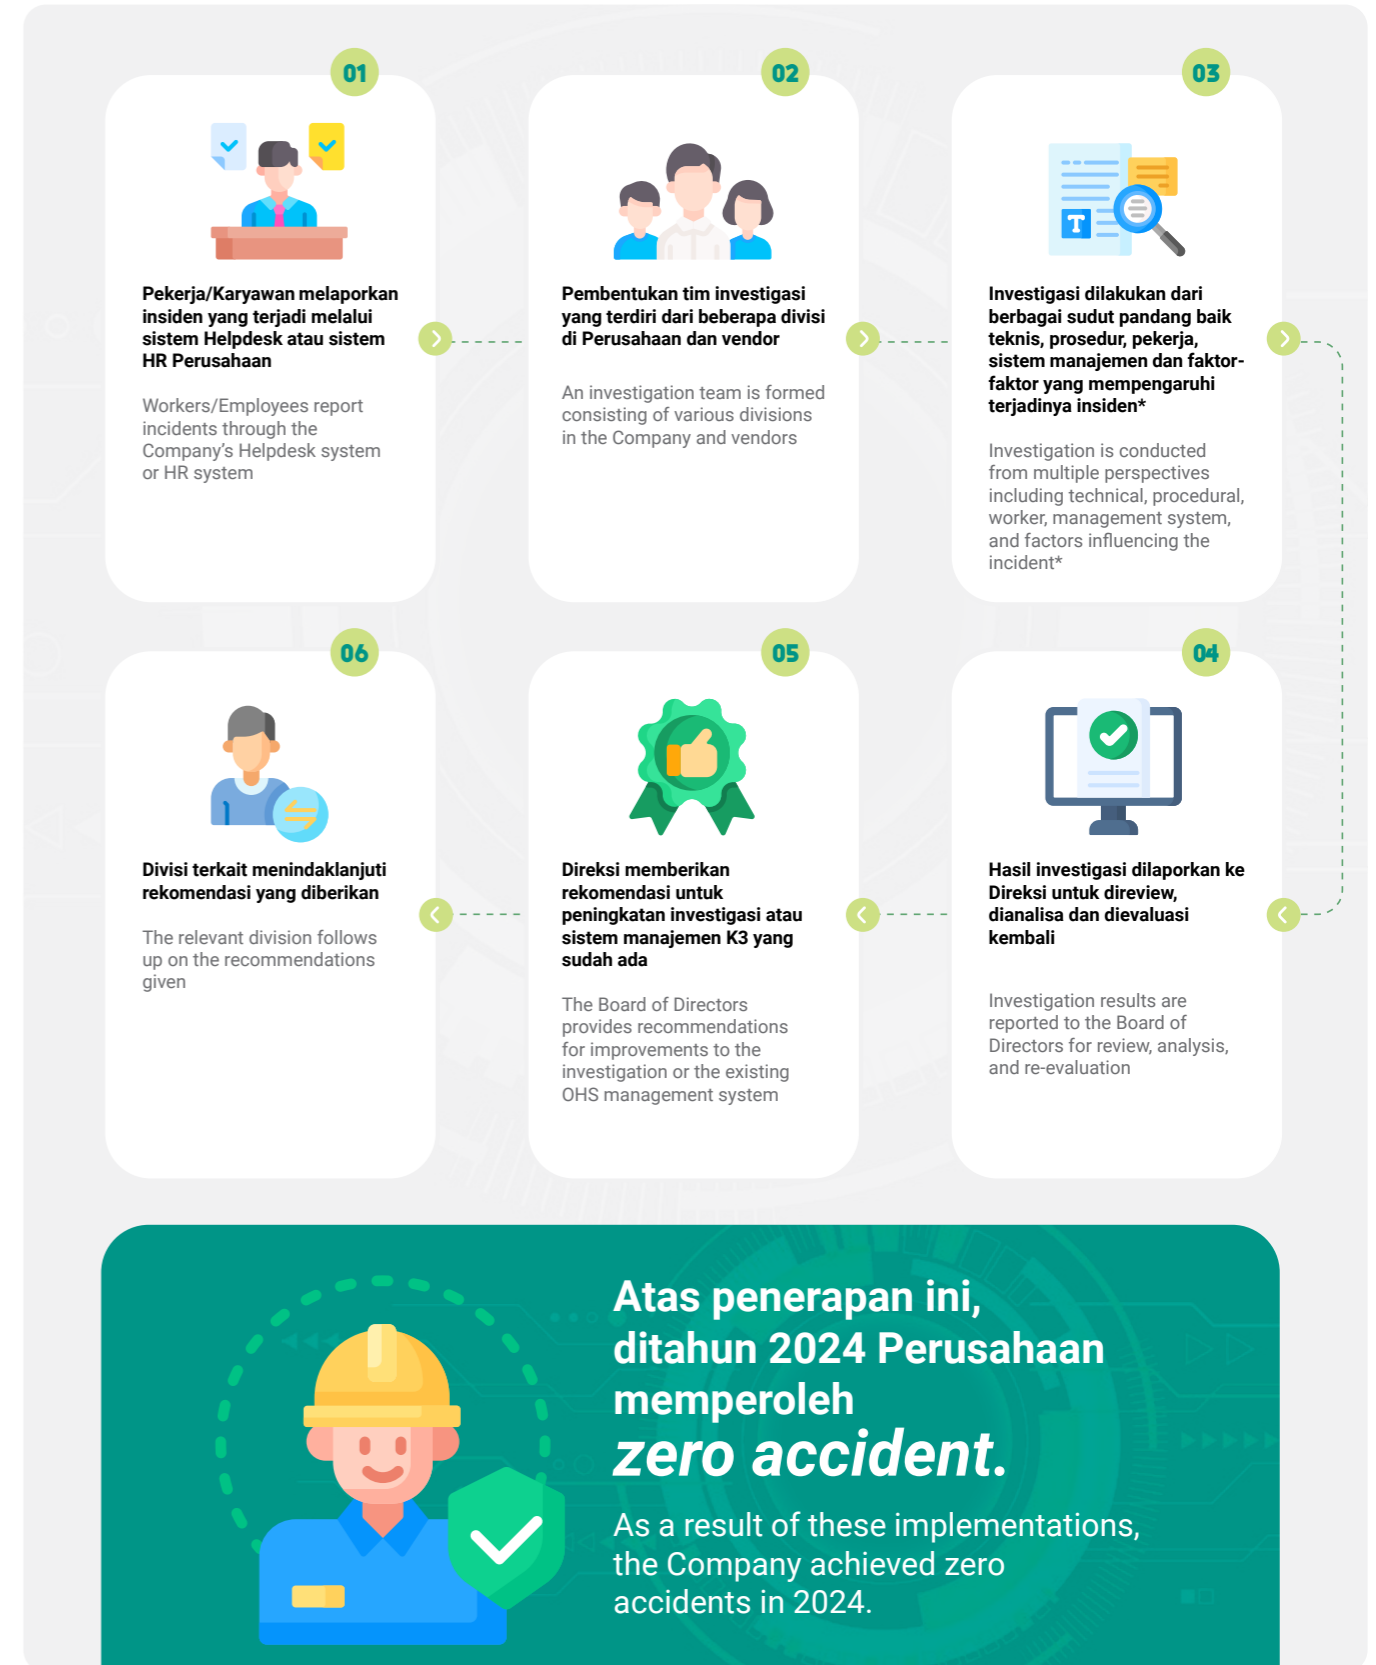 01
Pekerja/Karyawan melaporkan
insiden yang terjadi melalui
sistem Helpdesk atau sistem
HR Perusahaan
Workers/Employees report
incidents through the
Company's Helpdesk system
or HR system
02
Pembentukan tim investigasi
yang terdiri dari beberapa divisi
di Perusahaan dan vendor
An investigation team is formed
consisting of various divisions
in the Company and vendors
03
T
Investigasi dilakukan dari
berbagai sudut pandang baik
teknis, prosedur, pekerja,
sistem manajemen dan faktor-
faktor yang mempengaruhi
terjadinya insiden*
Investigation is conducted
from multiple perspectives
including technical, procedural,
worker, management system,
and factors influencing the
incident*
04
Hasil investigasi dilaporkan ke
Direksi untuk direview,
dianalisa dan dievaluasi
kembali
Investigation results are
reported to the Board of
Directors for review, analysis,
and re-evaluation
05
Direksi memberikan
rekomendasi untuk
peningkatan investigasi atau
sistem manajemen K3 yang
sudah ada
The Board of Directors
provides recommendations
for improvements to the
investigation or the existing
OHS management system
06
Divisi terkait menindaklanjuti
rekomendasi yang diberikan
The relevant division follows
up on the recommendations
given
Atas penerapan ini,
ditahun 2024 Perusahaan
memperoleh
zero accident.
As a result of these implementations,
the Company achieved zero
accidents in 2024.